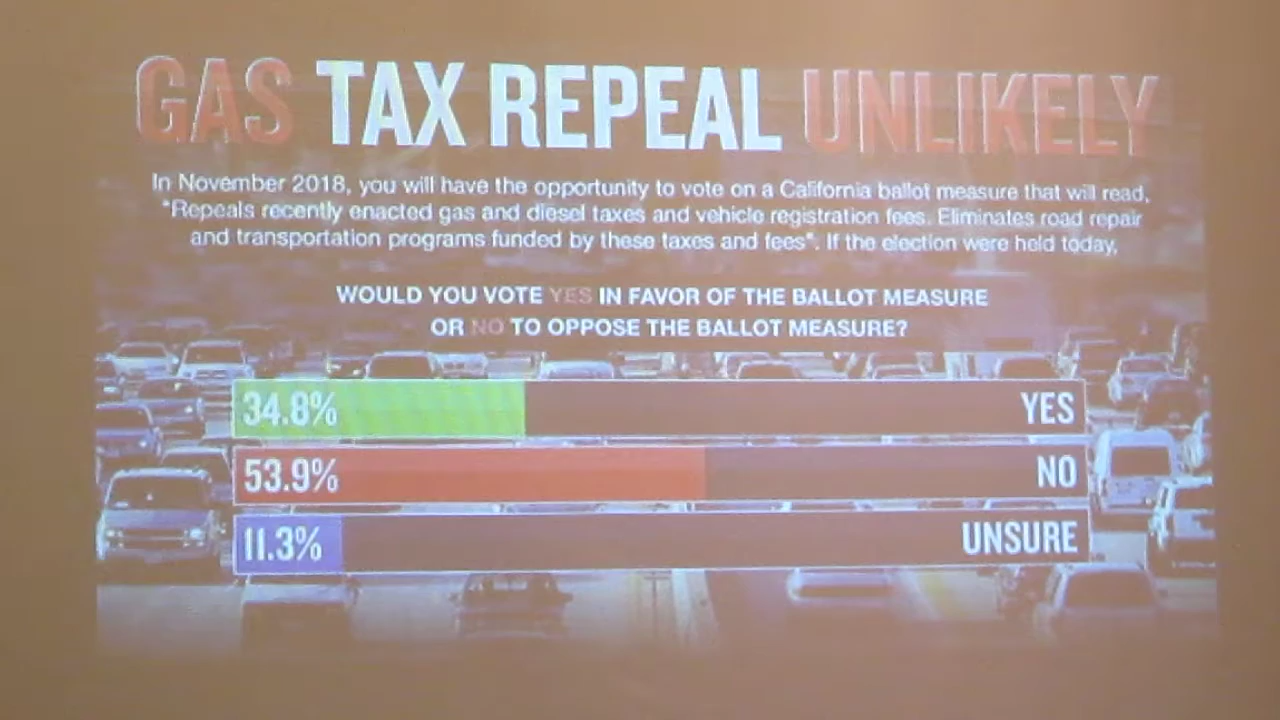 GAS TAX REPEAL UNLIKELY
In November 2018, you will have the opportunity to vote on a California ballot measure that will read,
"Repeals recently enacted gas and diesel taxes and vehicle registration fees. Eliminates road repair
and transportation programs funded by these taxes and fees". If the election were held today,
WOULD YOU VOTE YES IN FAVOR OF THE BALLOT MEASURE
OR NO TO OPPOSE THE BALLOT MEASURE?
34.8% YES
53.9% NO
11.3% UNSURE